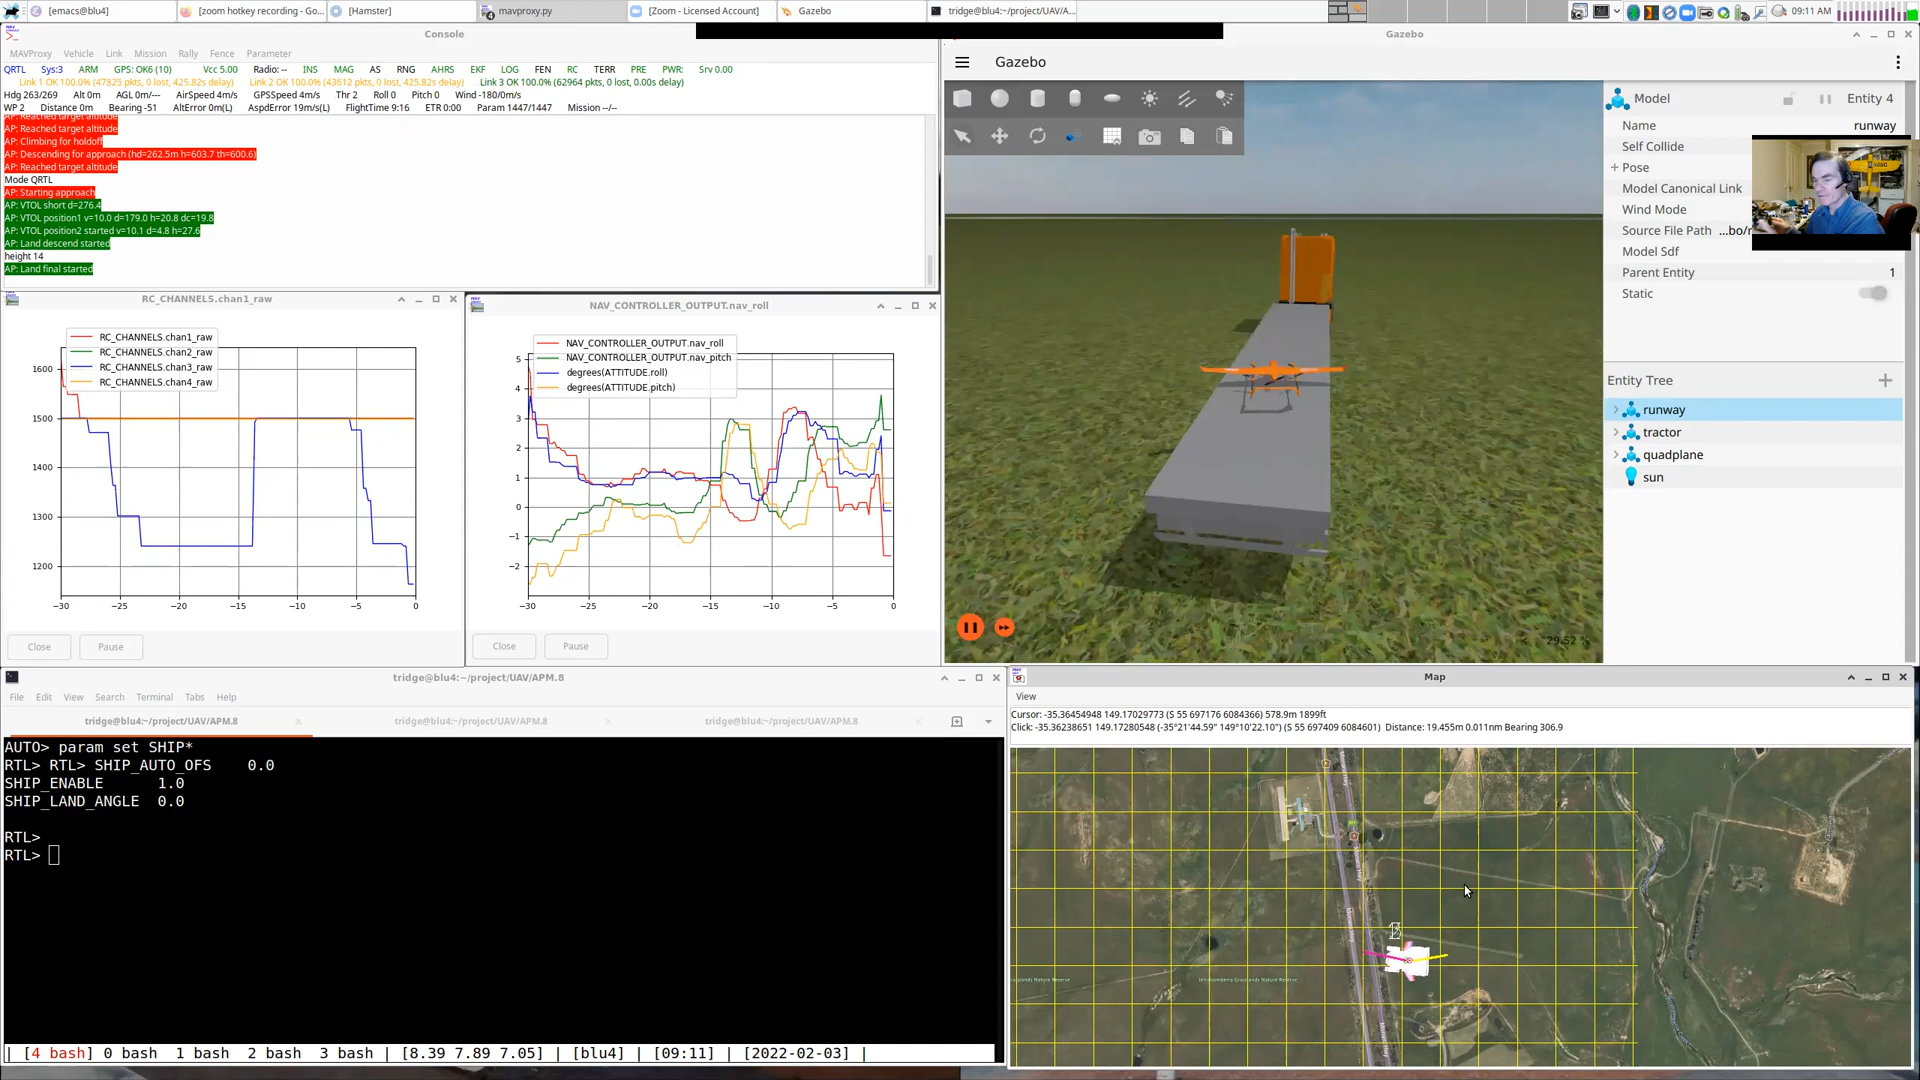 [emacs@blu4]
[zoom hotkey recording - Go...
[Hamster]
mavproxy.py
[Zoom - Licensed Account]
Gazebo
tridge@blu4:~/project/UAV/A...
09:11 AM
Console
MAVProxy Vehicle Link Mission Rally Fence Parameter
QRTL Sys:3 ARM GPS: OK6 (10) Vcc 5.00 Radio: -- INS MAG AS RNG AHRS EKF LOG FEN RC TERR PRE PWR: Srv 0.00
Link 1 OK 100.0% (47825 pkts, 0 lost, 425.82s delay) Link 2 OK 100.0% (43612 pkts, 0 lost, 425.82s delay) Link 3 OK 100.0% (62964 pkts, 0 lost, 0.00s delay)
Hdg 263/269 Alt 0m AGL 0m/--- AirSpeed 4m/s GPSSpeed 4m/s Thr 2 Roll 0 Pitch 0 Wind -180/0m/s
WP 2 Distance 0m Bearing -51 AltError 0m(L) AspdError 19m/s(L) FlightTime 9:16 ETR 0:00 Param 1447/1447 Mission --/--
AP: Reached target altitude
AP: Reached target altitude
AP: Climbing for holdoff
AP: Descending for approach (hd=262.5m h=603.7 th=600.6)
AP: Reached target altitude
Mode QRTL
AP: Starting approach
AP: VTOL short d=276.4
AP: VTOL position1 v=10.0 d=179.0 h=20.8 dc=19.8
AP: VTOL position2 started v=10.1 d=4.8 h=27.6
AP: Land descend started
height 14
AP: Land final started
RC_CHANNELS.chan1_raw
RC_CHANNELS.chan1_raw
RC_CHANNELS.chan2_raw
RC_CHANNELS.chan3_raw
RC_CHANNELS.chan4_raw
1600
1500
1400
1300
1200
−30 −25 −20 −15 −10 −5 0
Close Pause
NAV_CONTROLLER_OUTPUT.nav_roll
NAV_CONTROLLER_OUTPUT.nav_roll
NAV_CONTROLLER_OUTPUT.nav_pitch
degrees(ATTITUDE.roll)
degrees(ATTITUDE.pitch)
5
4
3
2
1
0
−1
−2
−30 −25 −20 −15 −10 −5 0
Close Pause
Gazebo
Gazebo
29.52 %
Model Entity 4
Name runway
Self Collide
Pose
Model Canonical Link
Wind Mode
Source File Path ...bo/r
Model Sdf
Parent Entity 1
Static
Entity Tree
runway
tractor
quadplane
sun
tridge@blu4:~/project/UAV/APM.8
File Edit View Search Terminal Tabs Help
tridge@blu4:~/project/UAV/APM.8 tridge@blu4:~/project/UAV/APM.8 tridge@blu4:~/project/UAV/APM.8
AUTO> param set SHIP*
RTL> RTL> SHIP_AUTO_OFS 0.0
SHIP_ENABLE 1.0
SHIP_LAND_ANGLE 0.0
RTL>
RTL>
| [4 bash] 0 bash 1 bash 2 bash 3 bash | [8.39 7.89 7.05] | [blu4] | [09:11] | [2022-02-03] |
Map
View
Cursor: -35.36454948 149.17029773 (S 55 697176 6084366) 578.9m 1899ft
Click: -35.36238651 149.17280548 (-35°21'44.59" 149°10'22.10") (S 55 697409 6084601) Distance: 19.455m 0.011nm Bearing 306.9